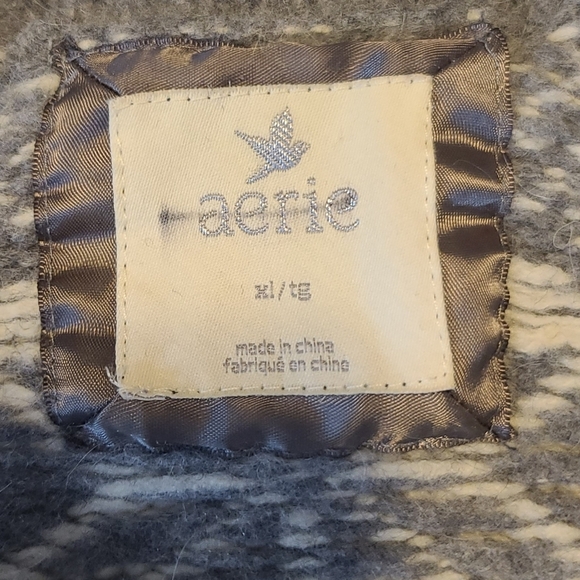 aerie
xl/tg
made in china
fabriqué en chine